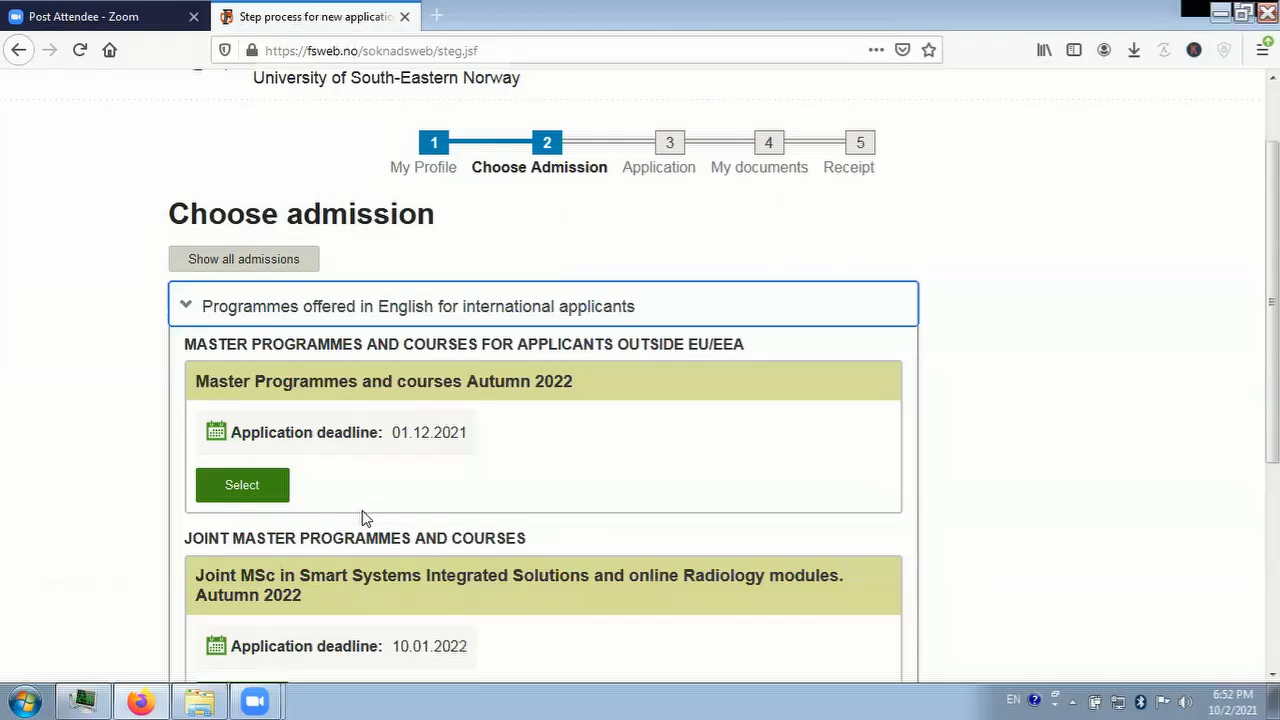 Post Attendee - Zoom
Step process for new applicatio
https://fsweb.no/soknadsweb/steg.jsf
University of South-Eastern Norway
1 2 3 4 5
My Profile Choose Admission Application My documents Receipt
Choose admission
Show all admissions
Programmes offered in English for international applicants
MASTER PROGRAMMES AND COURSES FOR APPLICANTS OUTSIDE EU/EEA
Master Programmes and courses Autumn 2022
Application deadline: 01.12.2021
Select
JOINT MASTER PROGRAMMES AND COURSES
Joint MSc in Smart Systems Integrated Solutions and online Radiology modules.
Autumn 2022
Application deadline: 10.01.2022
EN
6:52 PM
10/2/2021